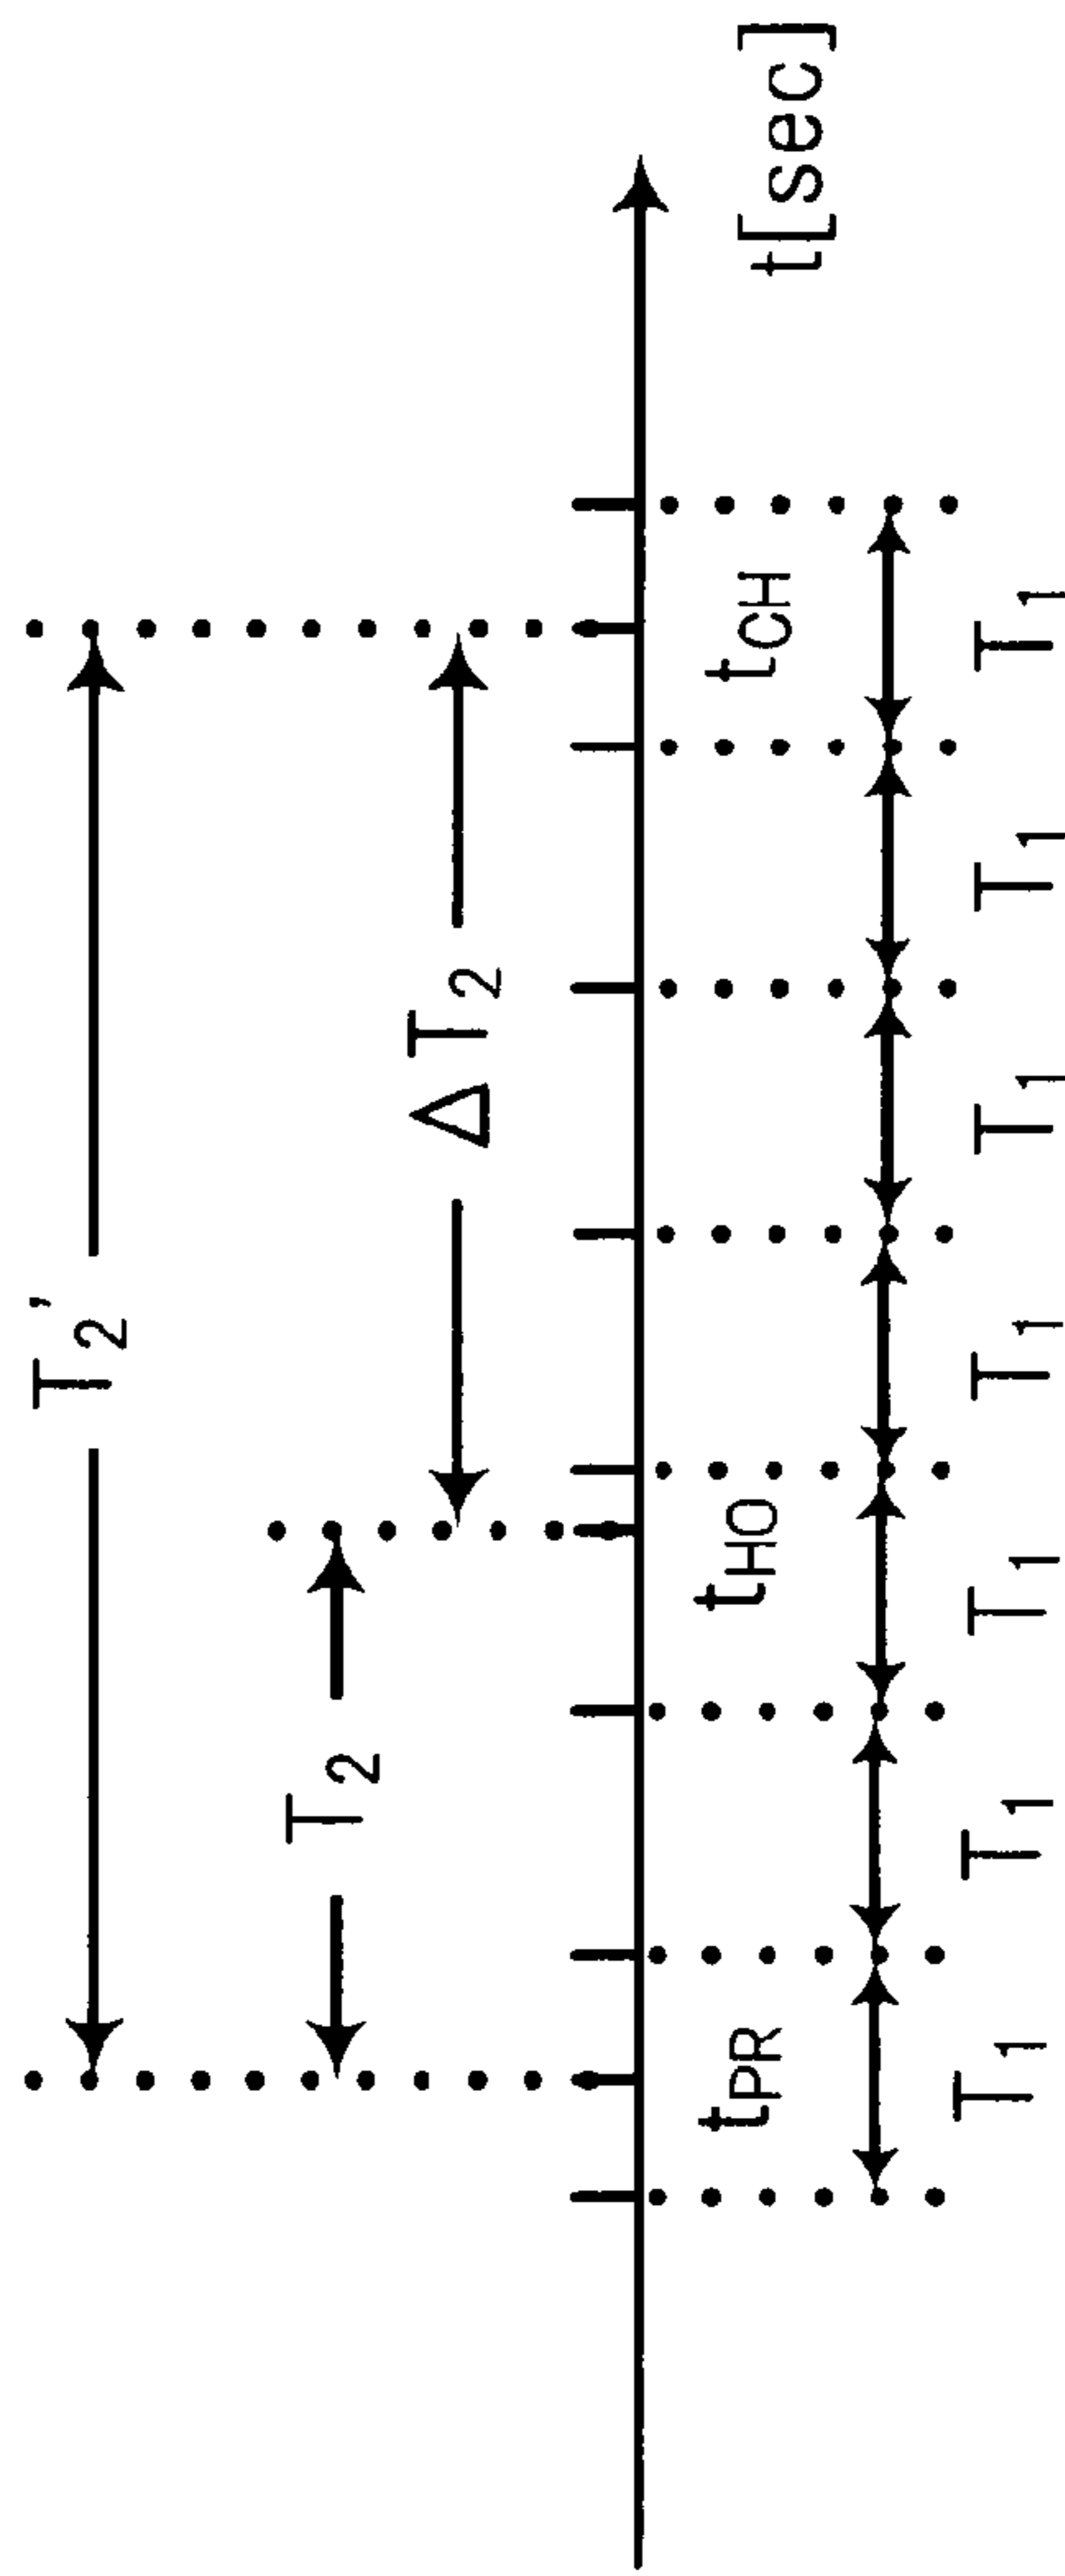 T₂'
T₂
ΔT₂
tPR tHO tCH t[sec]
T₁ T₁ T₁ T₁ T₁ T₁ T₁